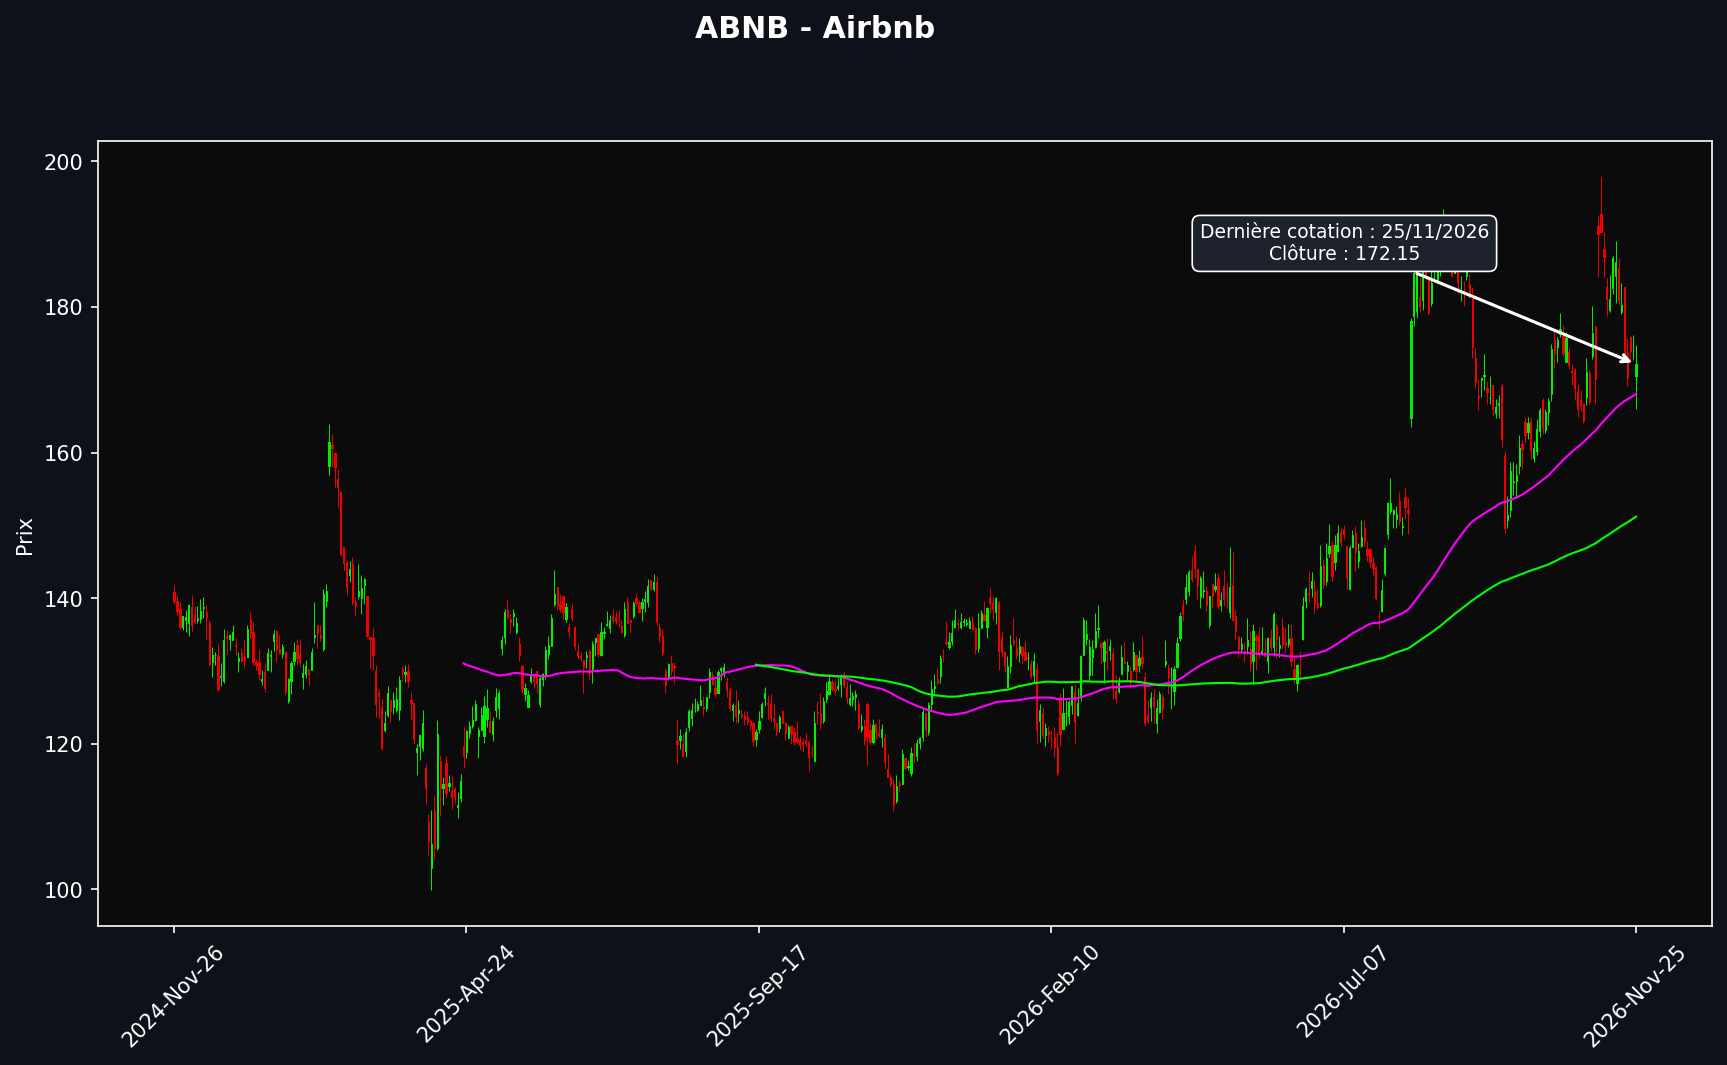 ABNB - Airbnb
200
180
160
140
120
100
Prix
Dernière cotation : 25/11/2026
Clôture : 172.15
2024-Nov-26
2025-Apr-24
2025-Sep-17
2026-Feb-10
2026-Jul-07
2026-Nov-25